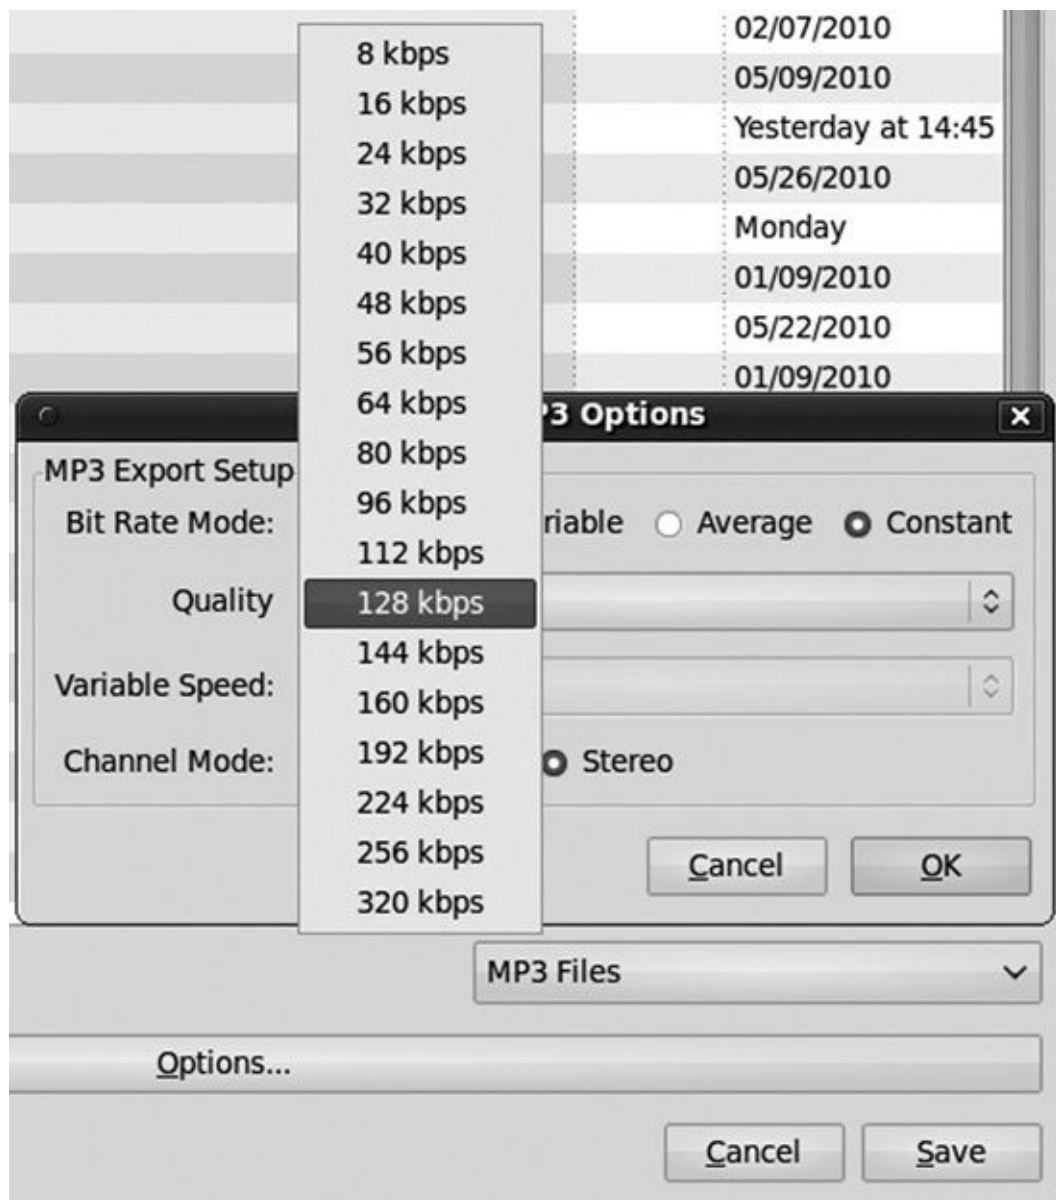 02/07/2010
05/09/2010
Yesterday at 14:45
05/26/2010
Monday
01/09/2010
05/22/2010
01/09/2010
8 kbps
16 kbps
24 kbps
32 kbps
40 kbps
48 kbps
56 kbps
64 kbps
80 kbps
96 kbps
112 kbps
128 kbps
144 kbps
160 kbps
192 kbps
224 kbps
256 kbps
320 kbps
P3 Options
MP3 Export Setup
Bit Rate Mode: riable Average Constant
Quality
Variable Speed:
Channel Mode: Stereo
Cancel OK
MP3 Files
Options...
Cancel Save